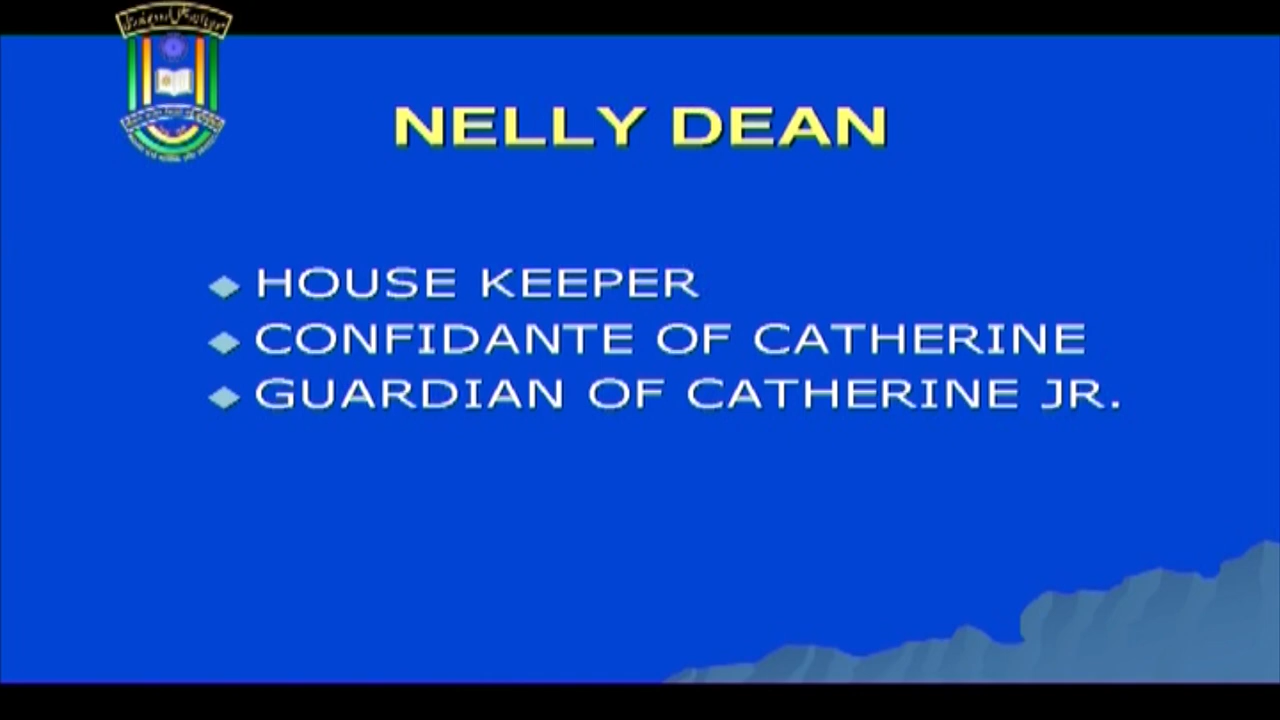 NELLY DEAN
HOUSE KEEPER
CONFIDANTE OF CATHERINE
GUARDIAN OF CATHERINE JR.